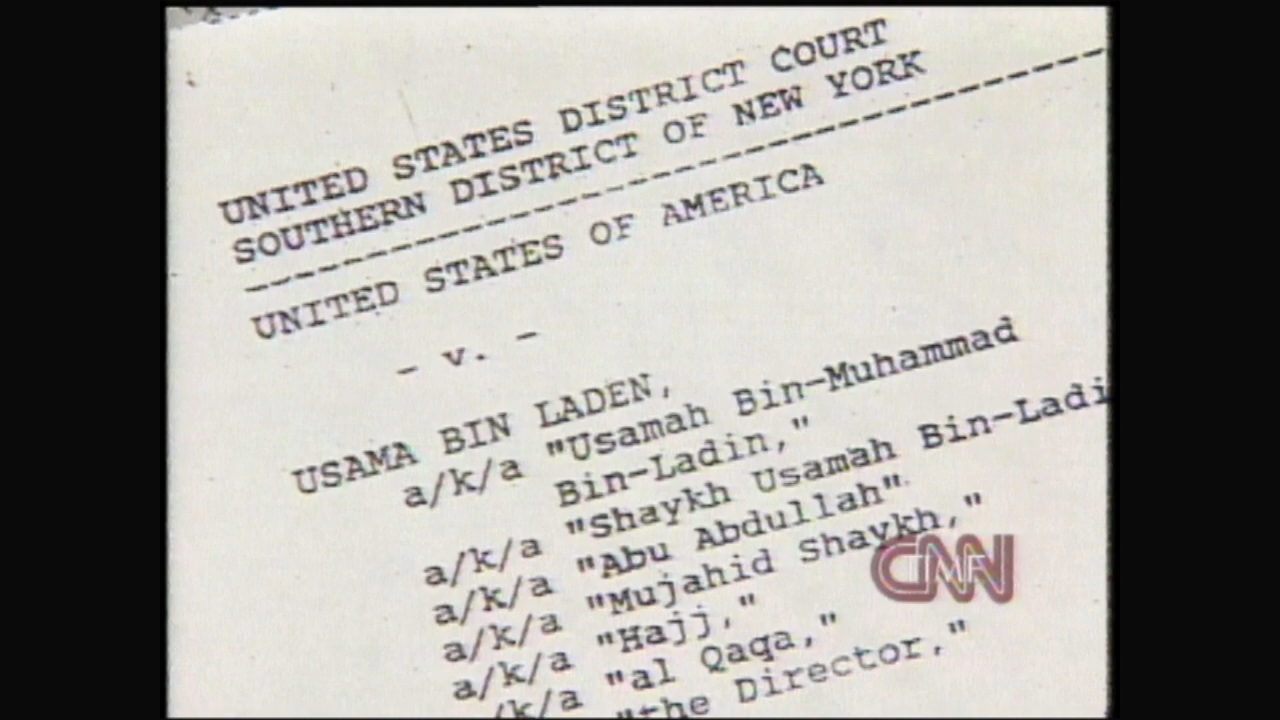 UNITED STATES DISTRICT COURT
SOUTHERN DISTRICT OF NEW YORK
UNITED STATES OF AMERICA
- v. -
USAMA BIN LADEN,
a/k/a "Usamah Bin-Muhammad
Bin-Ladin,"
a/k/a "Shaykh Usamah Bin-Ladi
a/k/a "Abu Abdullah"
a/k/a "Mujahid Shaykh,"
a/k/a "Hajj,"
a/k/a "al Qaqa,"
"the Director,"
CNN